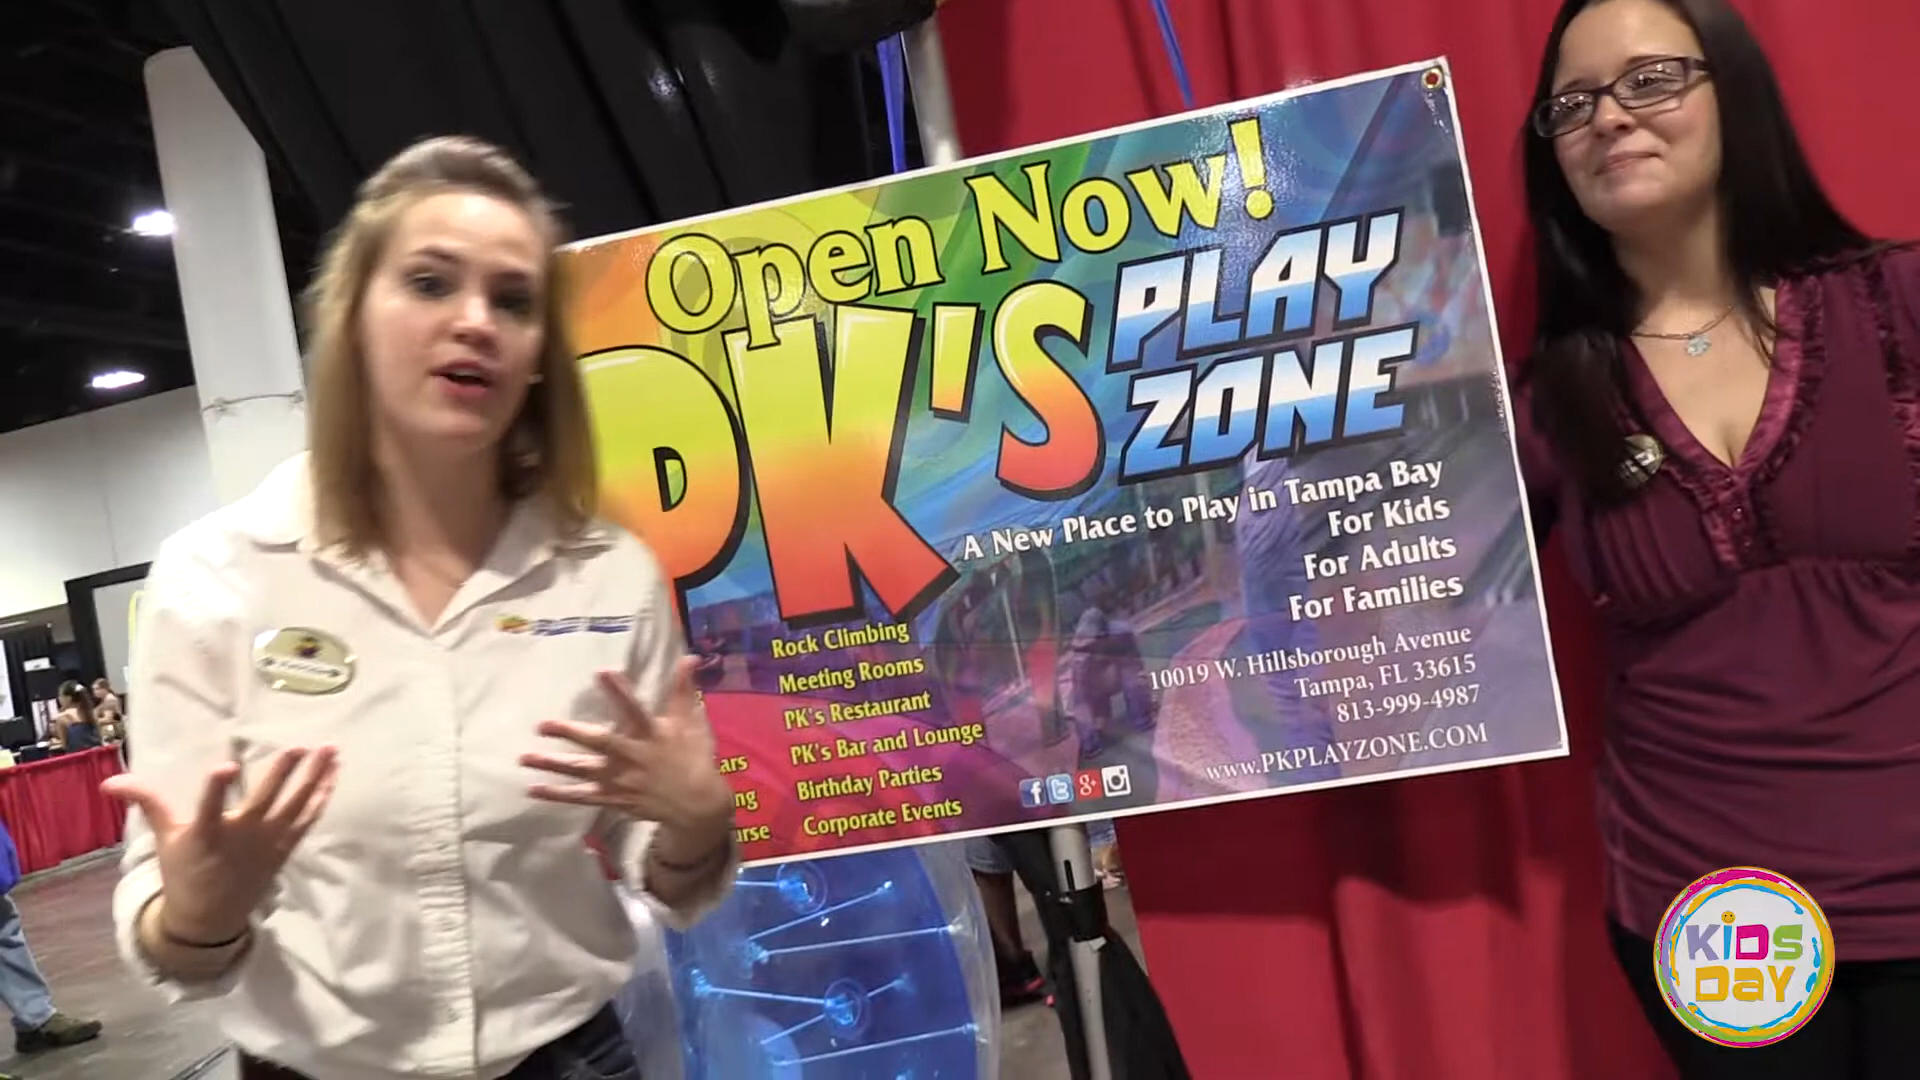 Open Now!
PK'S
PLAY
ZONE
A New Place to Play in Tampa Bay
For Kids
For Adults
For Families
Rock Climbing
Meeting Rooms
PK's Restaurant
PK's Bar and Lounge
Birthday Parties
Corporate Events
10019 W. Hillsborough Avenue
Tampa, FL 33615
813-999-4987
www.PKPLAYZONE.COM
KIDS
DAY